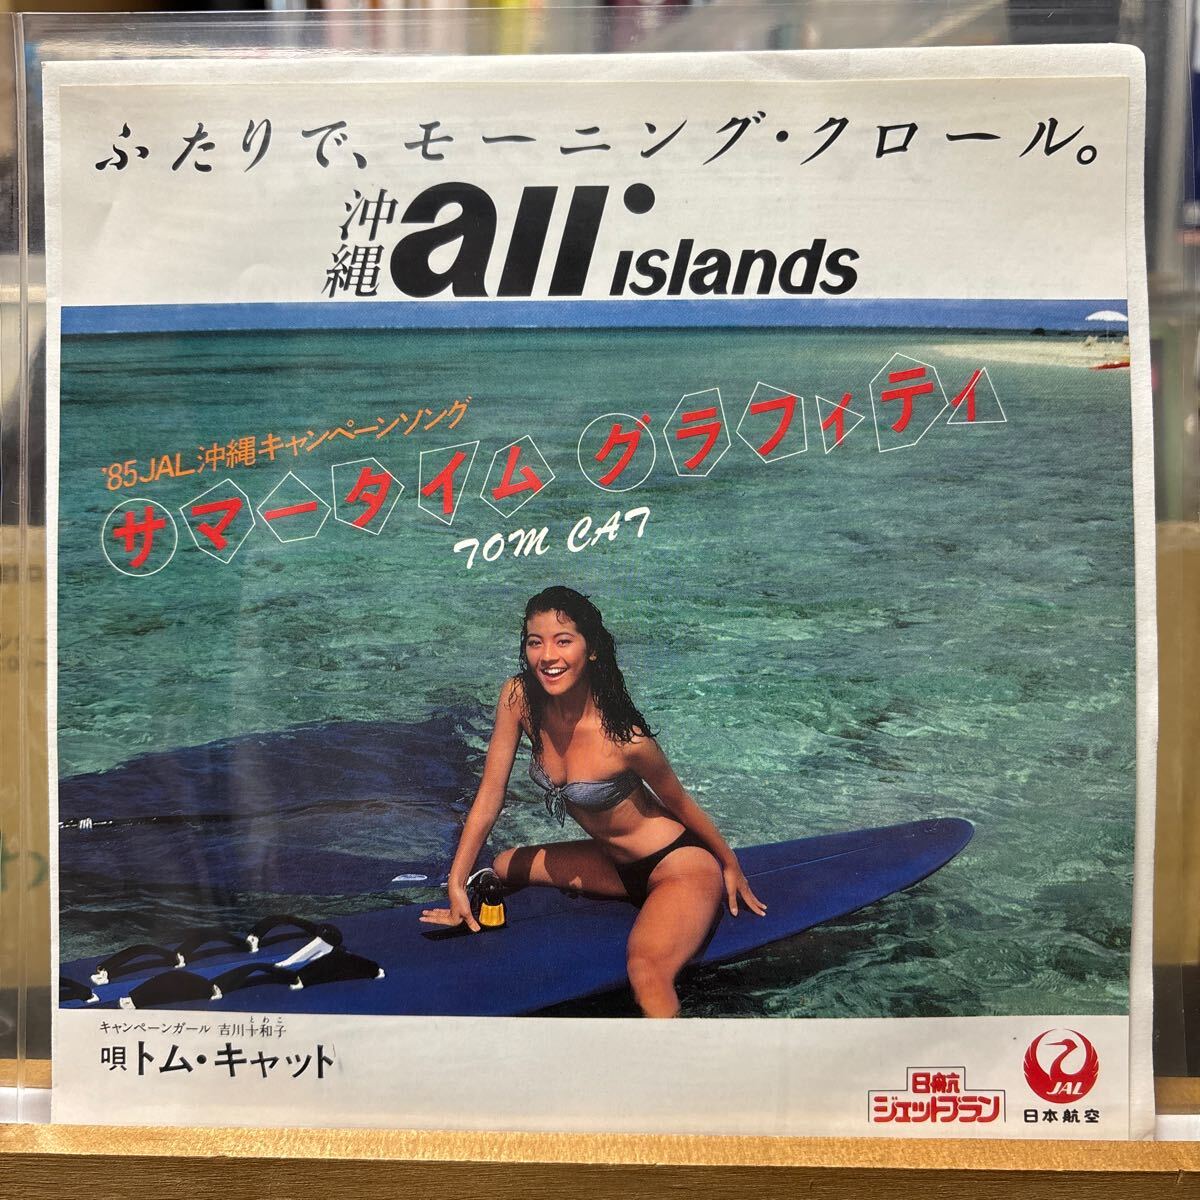 ふたりで、モーニング・クロール。
沖縄 all islands
'85 JAL 沖縄キャンペーンソング
サマータイム グラフィティ
TOM CAT
キャンペーンガール 吉川十和子
とわこ
唄 トム・キャット
日航
ジェットプラン
JAL
日本航空